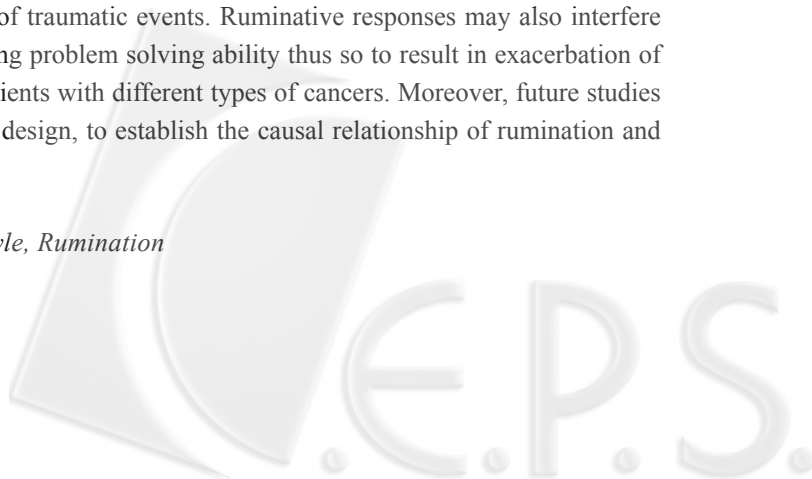 of traumatic events. Ruminative responses may also interfere
ng problem solving ability thus so to result in exacerbation of
ients with different types of cancers. Moreover, future studies
design, to establish the causal relationship of rumination and
yle, Rumination
C.E.P.S.